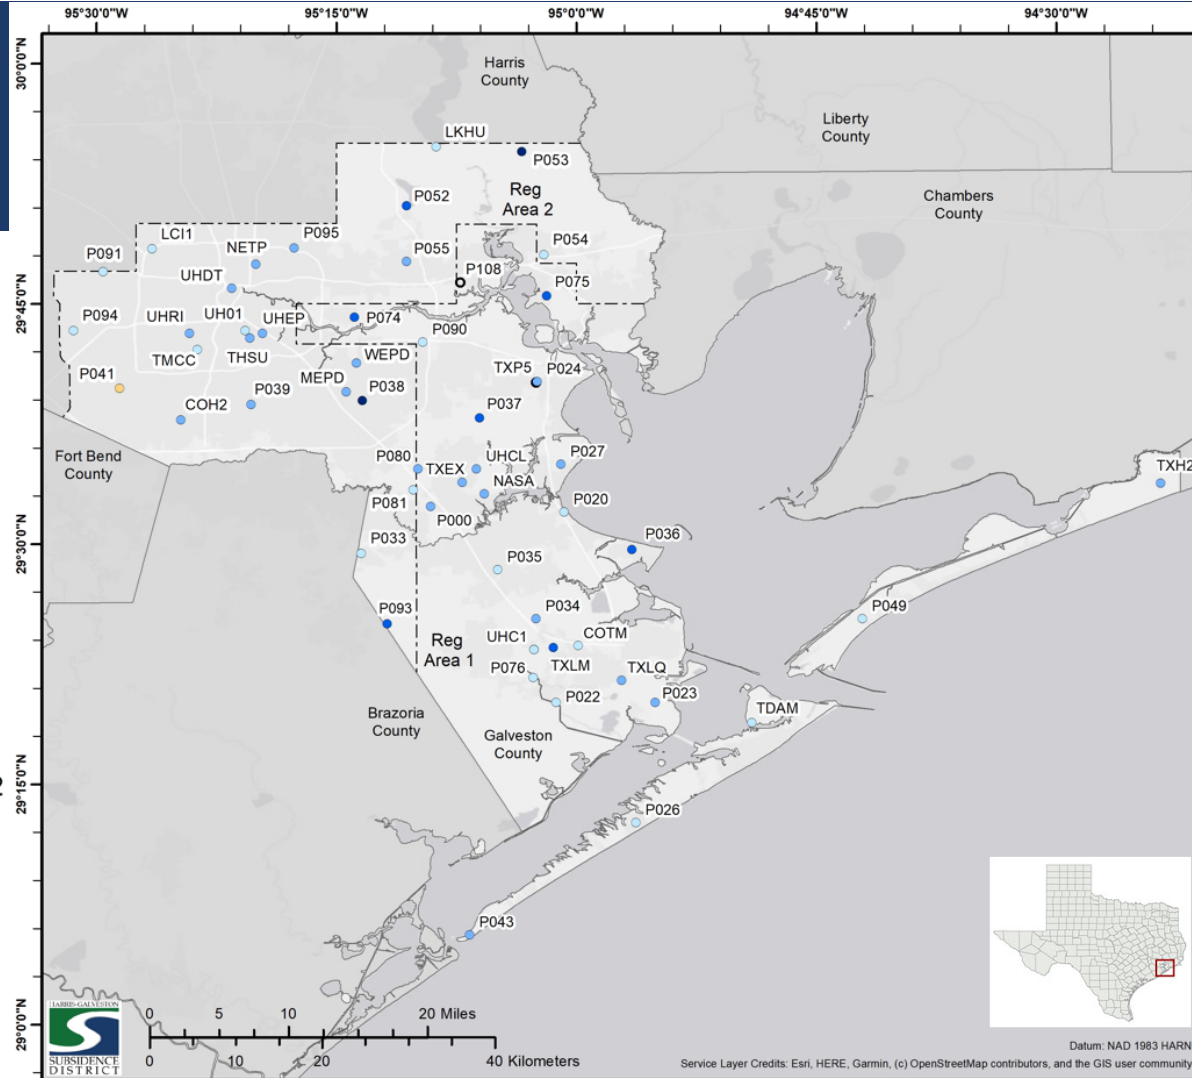 95°30'0"W 95°15'0"W 95°0'0"W 94°45'0"W 94°30'0"W
30°0'0"N
Harris
County
Liberty
County
LKHU
P053
Reg
Area 2
P052
Chambers
County
LCI1
NETP
P095
P054
P091
P055
P108
UHDT
P075
29°45'0"N
P094
UHRI
UH01
UHEP
P074
P090
TMCC
THSU
WEPD
TXP5
P024
P041
MEPD
P038
P039
COH2
P037
Fort Bend
County
P080
TXEX
UHCL
P027
NASA
TXH2
P081
P020
P000
29°30'0"N
P033
P036
P035
P093
P034
P049
UHC1
COTM
Reg
Area 1
P076
TXLM
TXLQ
P022
P023
TDAM
Brazoria
County
Galveston
County
29°15'0"N
P026
P043
29°0'0"N
HARRIS-GALVESTON
SUBSIDENCE
DISTRICT
0 5 10 20 Miles
0 10 20 40 Kilometers
Datum: NAD 1983 HARN
Service Layer Credits: Esri, HERE, Garmin, (c) OpenStreetMap contributors, and the GIS user community